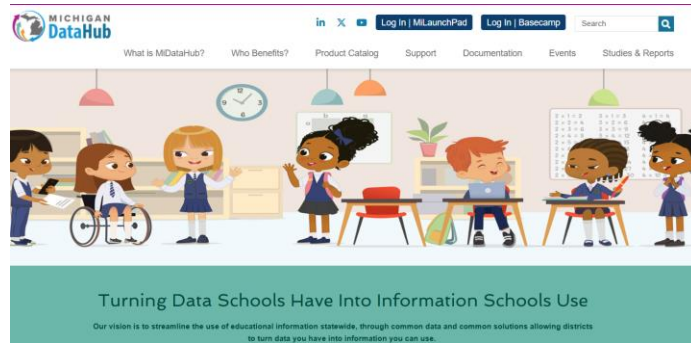 MICHIGAN
DataHub
in X Log In | MiLaunchPad Log In | Basecamp Search
What is MiDataHub? Who Benefits? Product Catalog Support Documentation Events Studies & Reports
Turning Data Schools Have Into Information Schools Use
Our vision is to streamline the use of educational information statewide, through common data and common solutions allowing districts
to turn data you have into information you can use.